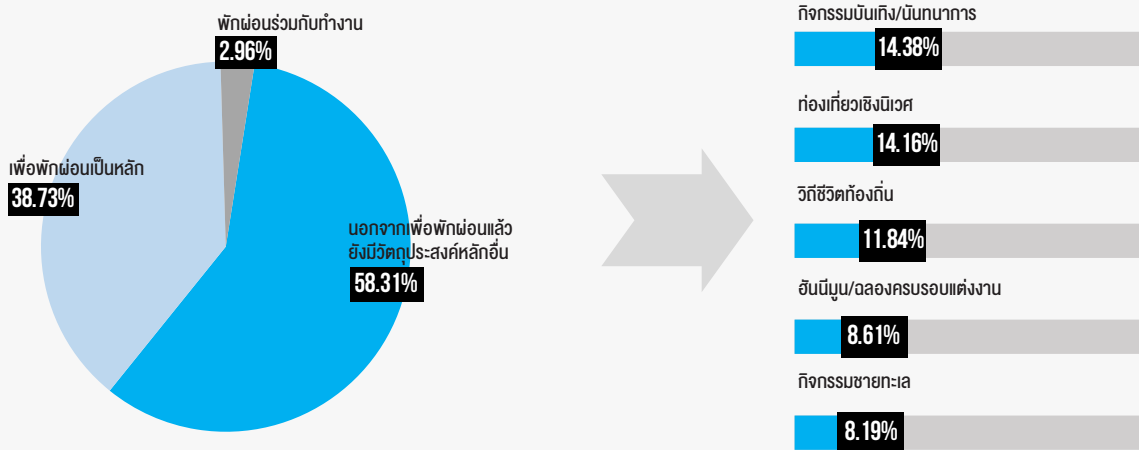 พักผ่อนร่วมกับทำงาน
2.96%
เพื่อพักผ่อนเป็นหลัก
38.73%
นอกจากเพื่อพักผ่อนแล้ว
ยังมีวัตถุประสงค์หลักอื่น
58.31%
กิจกรรมบันเทิง/นันทนาการ
14.38%
ท่องเที่ยวเชิงนิเวศ
14.16%
วิถีชีวิตท้องถิ่น
11.84%
ฮันนีมูน/ฉลองครบรอบแต่งงาน
8.61%
กิจกรรมชายทะเล
8.19%